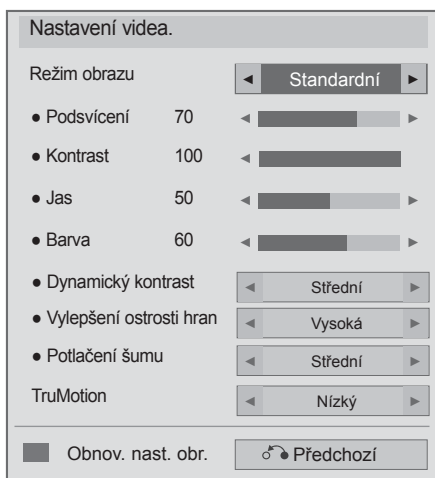 Nastavení videa.
Režim obrazu ◄ Standardní ►
● Podsvícení 70 ◄ ►
● Kontrast 100 ◄
● Jas 50 ◄ ►
● Barva 60 ◄ ►
● Dynamický kontrast ◄ Střední ►
● Vylepšení ostrosti hran ◄ Vysoká ►
● Potlačení šumu ◄ Střední ►
TruMotion ◄ Nízký ►
Obnov. nast. obr. Předchozí